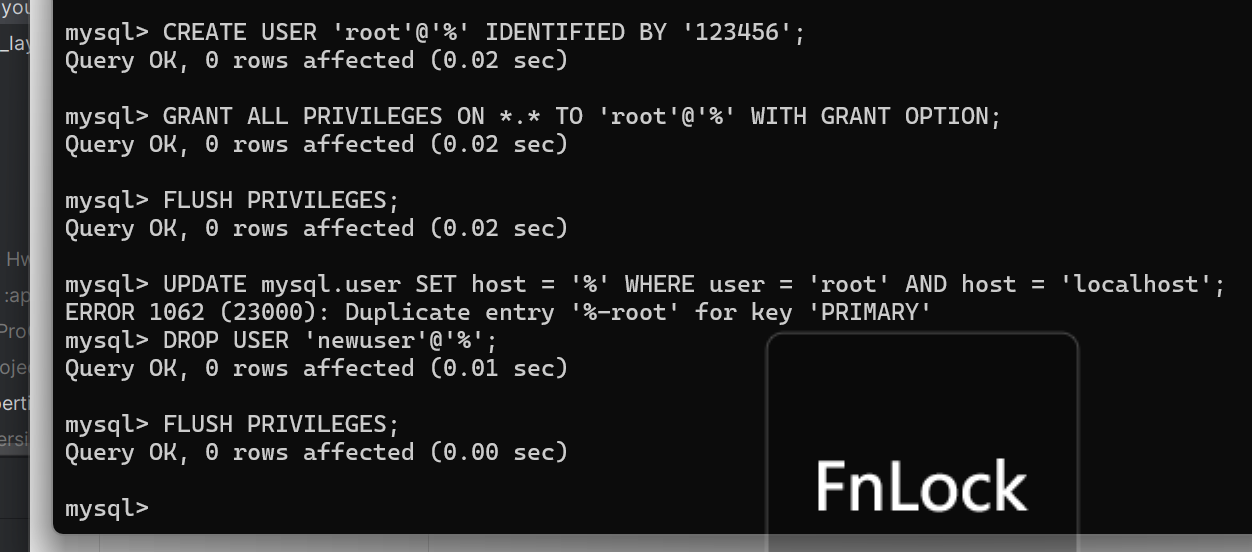 you
_lay
mysql> CREATE USER 'root'@'%' IDENTIFIED BY '123456';
Query OK, 0 rows affected (0.02 sec)
mysql> GRANT ALL PRIVILEGES ON *.* TO 'root'@'%' WITH GRANT OPTION;
Query OK, 0 rows affected (0.02 sec)
mysql> FLUSH PRIVILEGES;
Query OK, 0 rows affected (0.02 sec)
Hw
mysql> UPDATE mysql.user SET host = '%' WHERE user = 'root' AND host = 'localhost';
:ap
ERROR 1062 (23000): Duplicate entry '%-root' for key 'PRIMARY'
mysql> DROP USER 'newuser'@'%';
Query OK, 0 rows affected (0.01 sec)
mysql> FLUSH PRIVILEGES;
Query OK, 0 rows affected (0.00 sec)
mysql>
FnLock